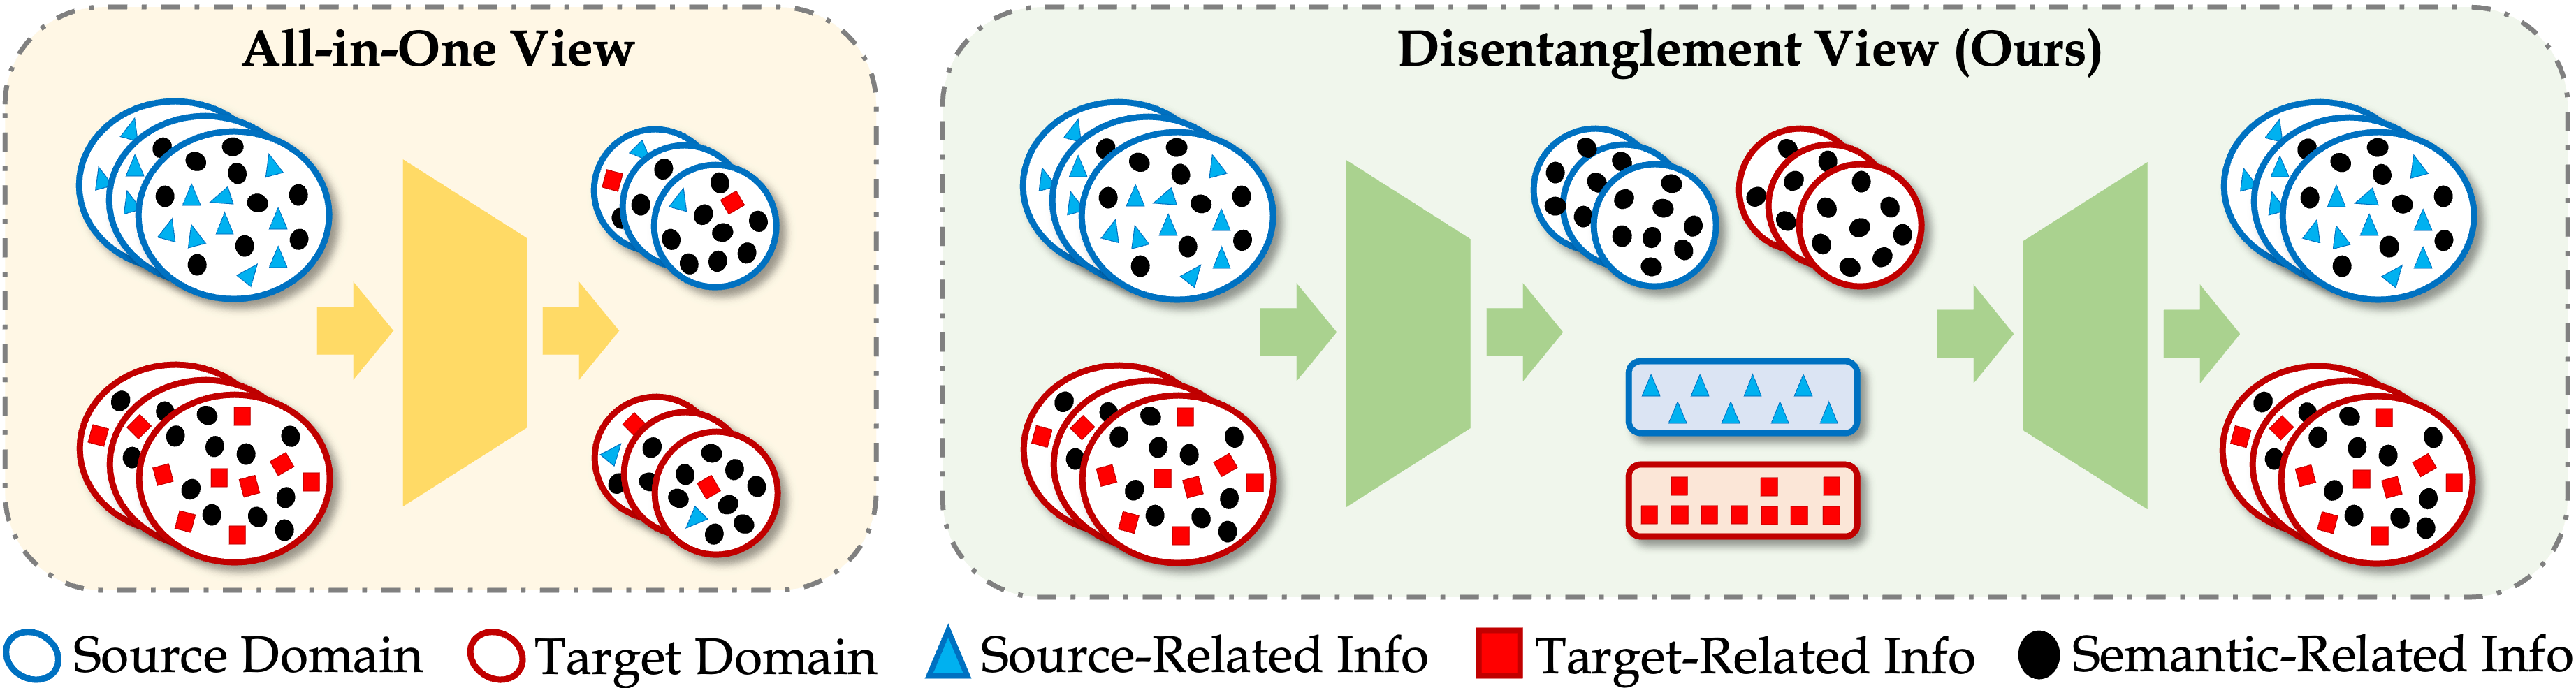 All-in-One View
Disentanglement View (Ours)
Source Domain
Target Domain
Source-Related Info
Target-Related Info
Semantic-Related Info